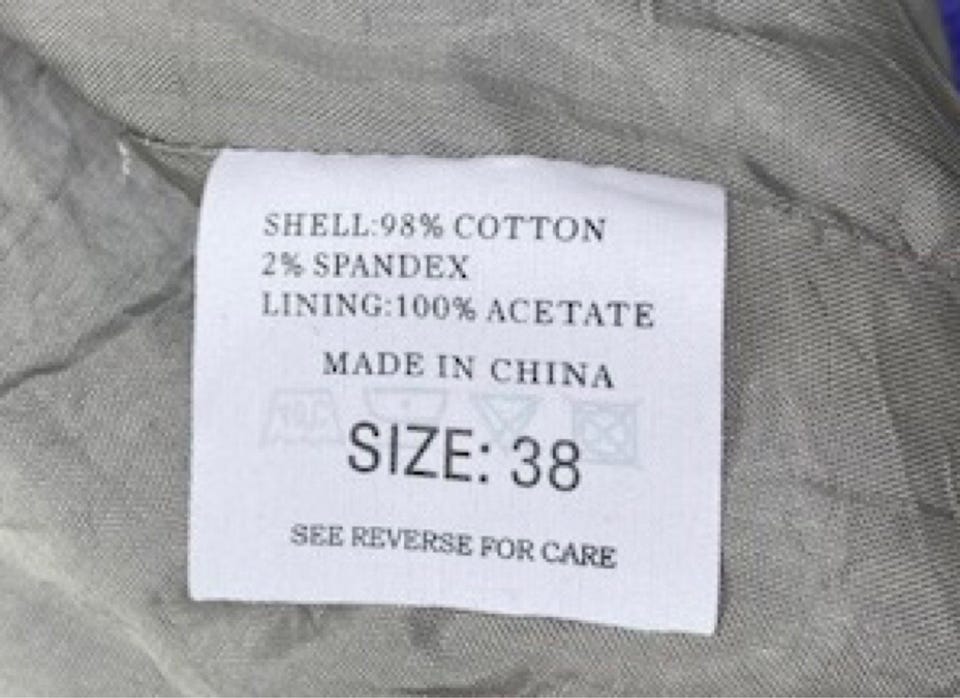 SHELL:98% COTTON
2% SPANDEX
LINING:100% ACETATE
MADE IN CHINA
SIZE: 38
SEE REVERSE FOR CARE